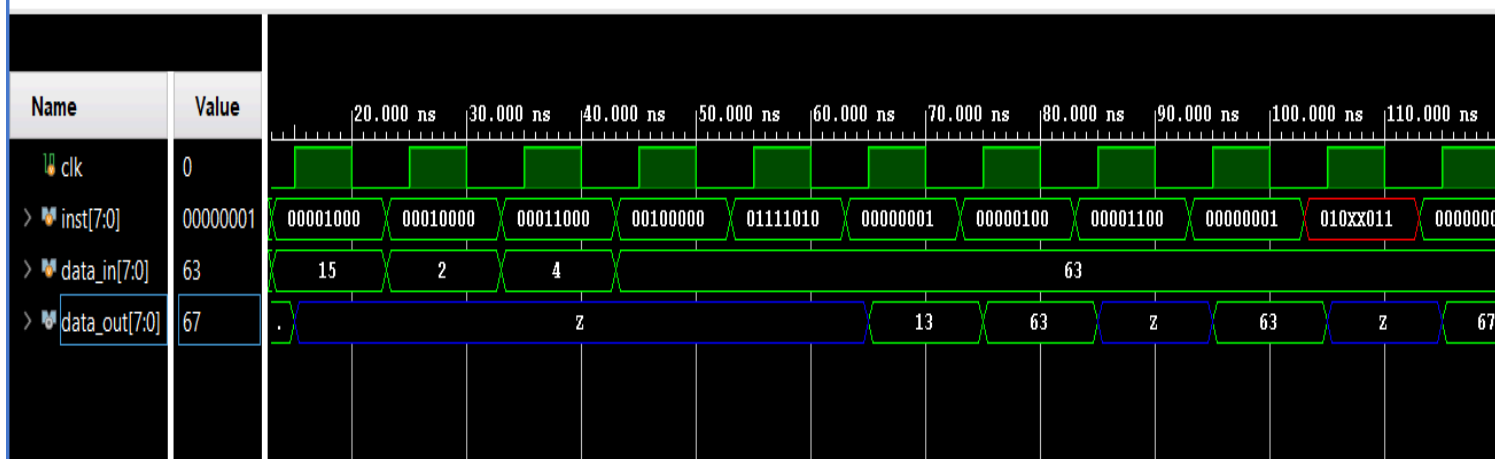 Name Value 20.000 ns 30.000 ns 40.000 ns 50.000 ns 60.000 ns 70.000 ns 80.000 ns 90.000 ns 100.000 ns 110.000 ns
clk 0
inst[7:0] 00000001 00001000 00010000 00011000 00100000 01111010 00000001 00000100 00001100 00000001 010XX011 0000000
data_in[7:0] 63 15 2 4 63
data_out[7:0] 67 . Z 13 63 Z 63 Z 67